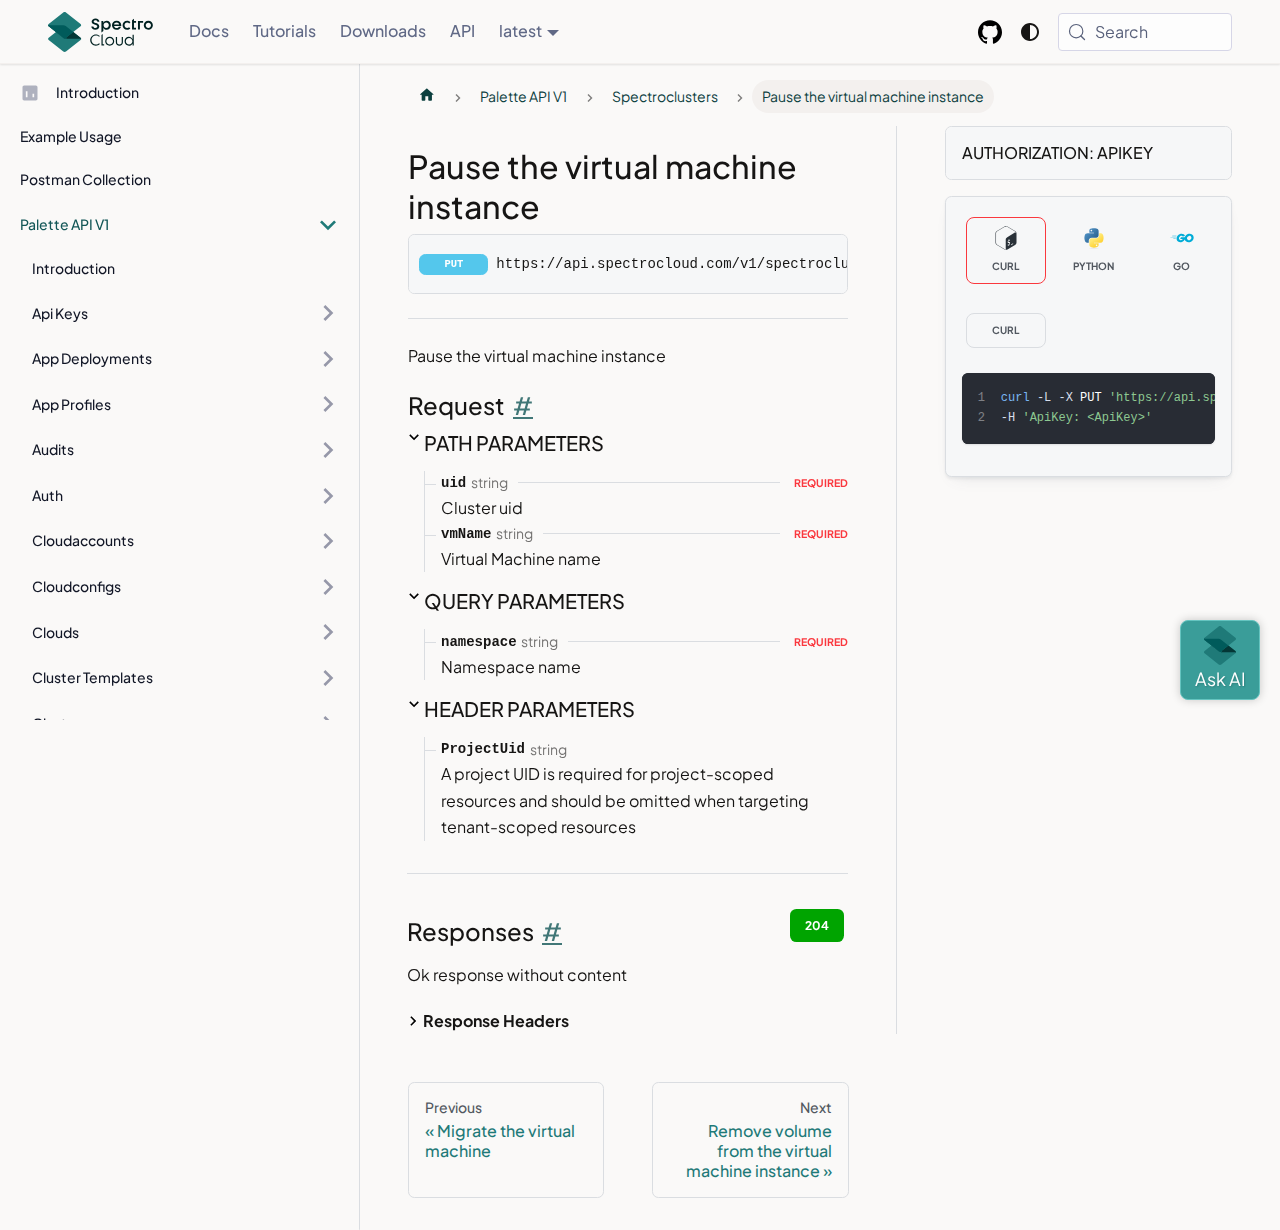 Spectro
Cloud
Docs
Tutorials
Downloads
API
latest
Search
Introduction
Example Usage
Postman Collection
Palette API V1
Introduction
Api Keys
App Deployments
App Profiles
Audits
Auth
Cloudaccounts
Cloudconfigs
Clouds
Cluster Templates
Palette API V1
Spectroclusters
Pause the virtual machine instance
Pause the virtual machine
instance
PUT https://api.spectrocloud.com/v1/spectroclu
Pause the virtual machine instance
Request #
PATH PARAMETERS
uid string REQUIRED
Cluster uid
vmName string REQUIRED
Virtual Machine name
QUERY PARAMETERS
namespace string REQUIRED
Namespace name
HEADER PARAMETERS
ProjectUid string
A project UID is required for project-scoped
resources and should be omitted when targeting
tenant-scoped resources
Responses #
204
Ok response without content
Response Headers
Previous
« Migrate the virtual
machine
Next
Remove volume
from the virtual
machine instance »
AUTHORIZATION: APIKEY
CURL
PYTHON
GO
CURL
1 curl -L -X PUT 'https://api.sp
2 -H 'ApiKey: <ApiKey>'
Ask AI